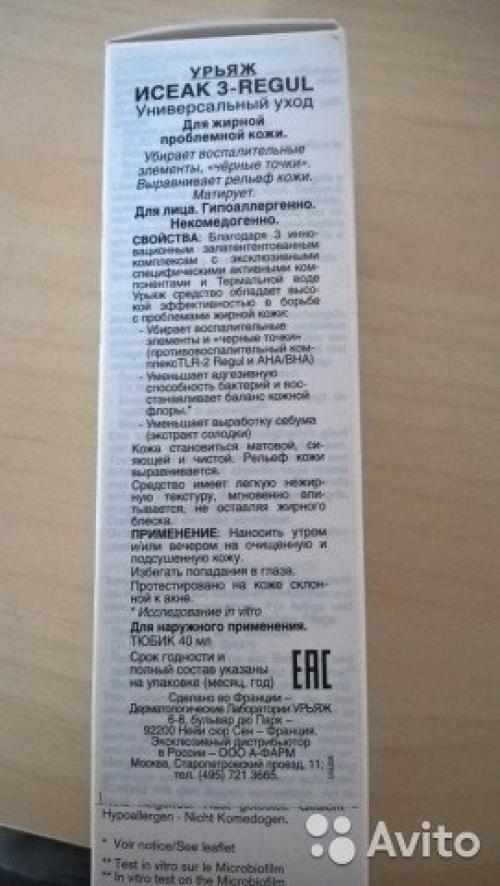 УРЬЯЖ
ИСЕАК 3-REGUL
Универсальный уход
Для жирной
проблемной кожи.
Убирает воспалительные
элементы, «чёрные точки».
Выравнивает рельеф кожи.
Матирует.
Для лица. Гипоаллергенно.
Некомедогенно.
СВОЙСТВА: Благодаря 3 инно-
вационным запатентентованным
комплексам с эксклюзивными
специфическими активными ком-
понентами и Термальной воде
Урьяж средство обладает высо-
кой эффективностью в борьбе
с проблемами жирной кожи:
- Убирает воспалительные
элементы и «черные точки»
(противовоспалительный ком-
плексTLR-2 Regul и AHA/BHA)
- Уменьшает адгезивную
способность бактерий и вос-
станавливает баланс кожной
флоры.*
- Уменьшает выработку себума
(экстракт солодки)
Кожа становиться матовой, си-
яющей и чистой. Рельеф кожи
выравнивается.
Средство имеет легкую нежир-
ную текстуру, мгновенно впи-
тывается, не оставляя жирного
блеска.
ПРИМЕНЕНИЕ: Наносить утром
и/или вечером на очищенную и
подсушенную кожу.
Избегать попадания в глаза.
Протестировано на коже склон-
ной к акне.
* Исследование in vitro
Для наружного применения.
ТЮБИК 40 мл
Срок годности и
полный состав указаны
на упаковке (месяц, год)
EAC
Сделано во Франции –
Дерматологические Лаборатории УРЬЯЖ
6-8, бульвар дю Парк –
92200 Нейи сюр Сен – Франция.
Эксклюзивный дистрибьютор
в России – ООО А-ФАРМ
Москва, Старопетровский проезд, 11;
тел. (495) 721 3665.
Hypoallergen - Nicht Komedogen.
* Voir notice/See leaflet
** Test in vitro sur le Microbiofilm
** In vitro test on the Microbiofilm
Avito